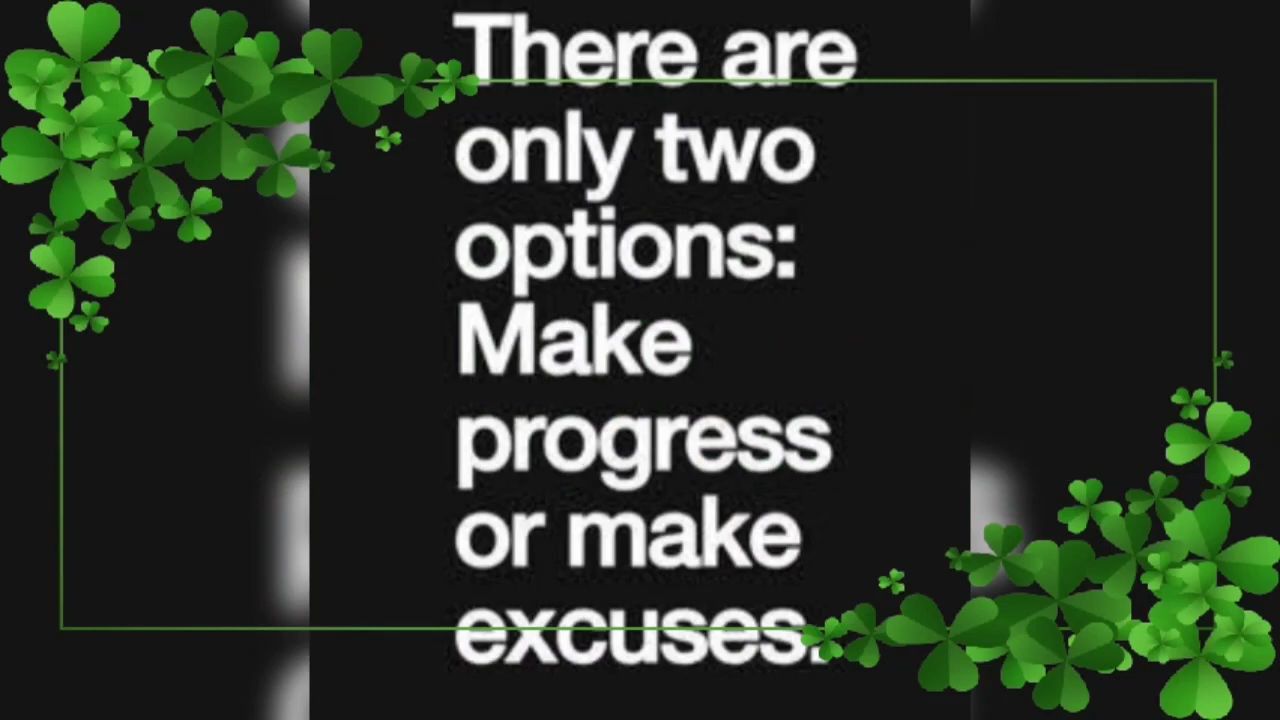 There are
only two
options:
Make
progress
or make
excuses.